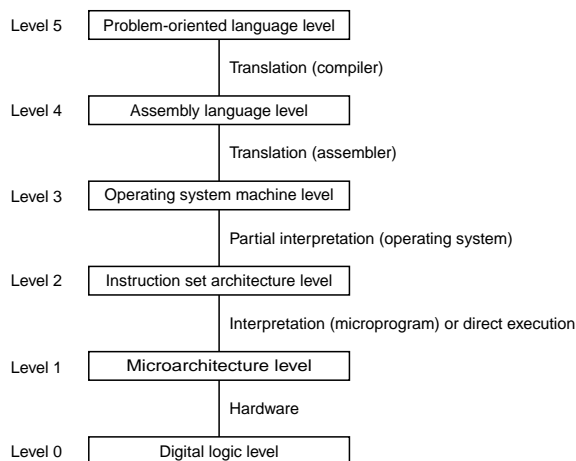 Level 5 Problem-oriented language level
Translation (compiler)
Level 4 Assembly language level
Translation (assembler)
Level 3 Operating system machine level
Partial interpretation (operating system)
Level 2 Instruction set architecture level
Interpretation (microprogram) or direct execution
Level 1 Microarchitecture level
Hardware
Level 0 Digital logic level